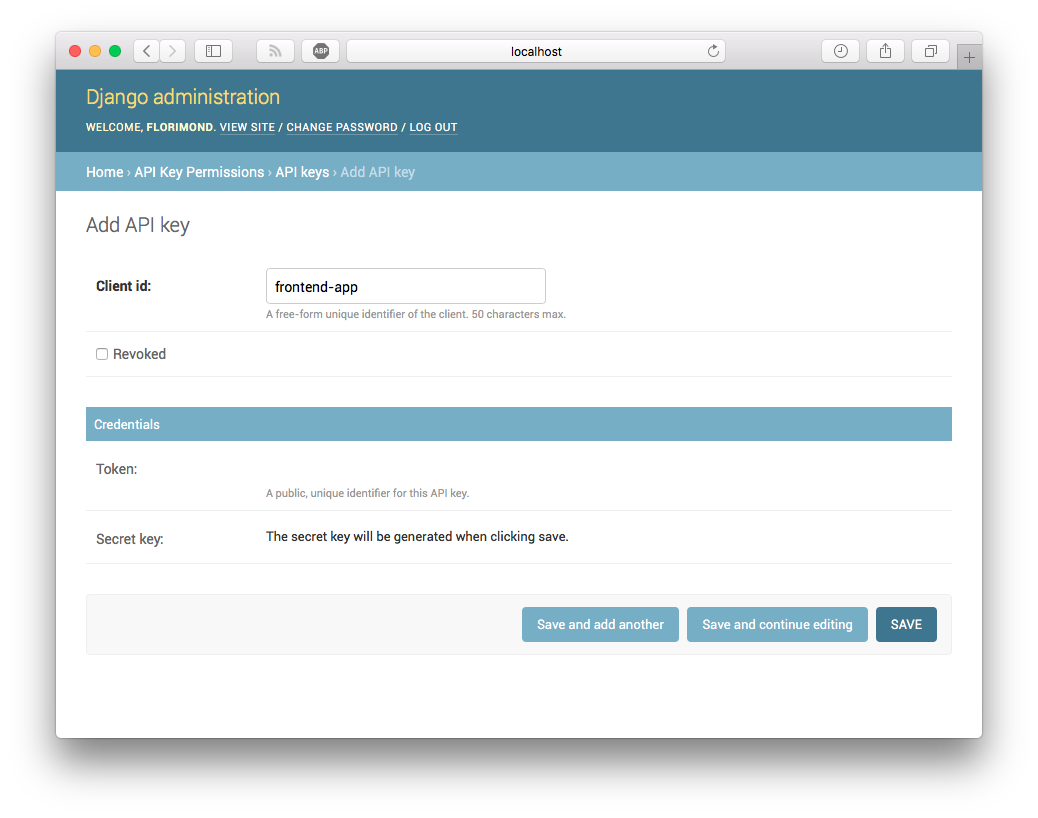 ABP
localhost
Django administration
WELCOME, FLORIMOND. VIEW SITE / CHANGE PASSWORD / LOG OUT
Home › API Key Permissions › API keys › Add API key
Add API key
Client id:
frontend-app
A free-form unique identifier of the client. 50 characters max.
Revoked
Credentials
Token:
A public, unique identifier for this API key.
Secret key:
The secret key will be generated when clicking save.
Save and add another
Save and continue editing
SAVE